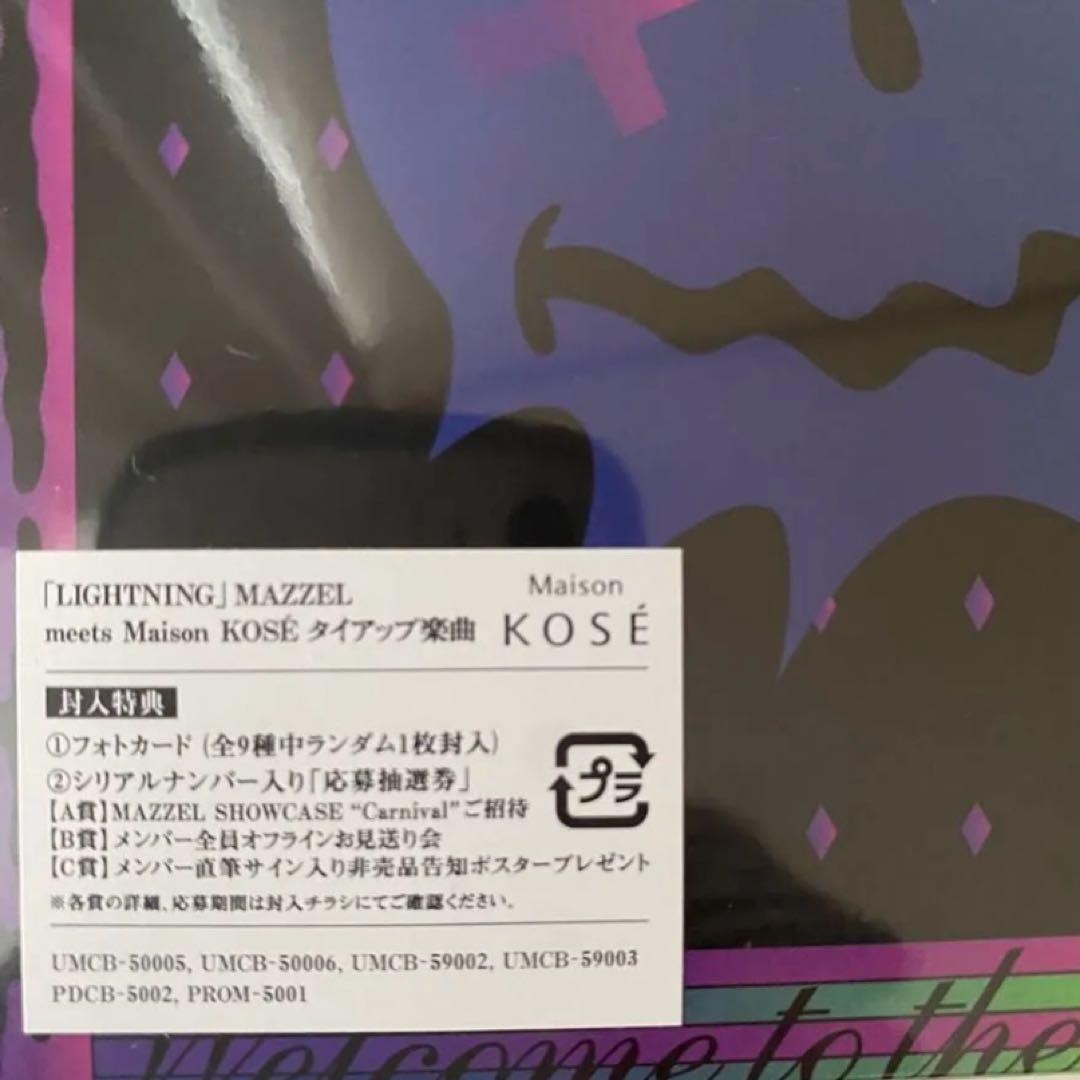 「LIGHTNING」MAZZEL
meets Maison KOSÉ タイアップ楽曲
Maison
KOSÉ
封入特典
①フォトカード (全9種中ランダム1枚封入)
②シリアルナンバー入り「応募抽選券」
【A賞】MAZZEL SHOWCASE “Carnival”ご招待
【B賞】メンバー全員オフラインお見送り会
【C賞】メンバー直筆サイン入り非売品告知ポスタープレゼント
※各賞の詳細、応募期間は封入チラシにてご確認ください。
プラ
UMCB-50005, UMCB-50006, UMCB-59002, UMCB-59003
PDCB-5002, PROM-5001
Welcome to the